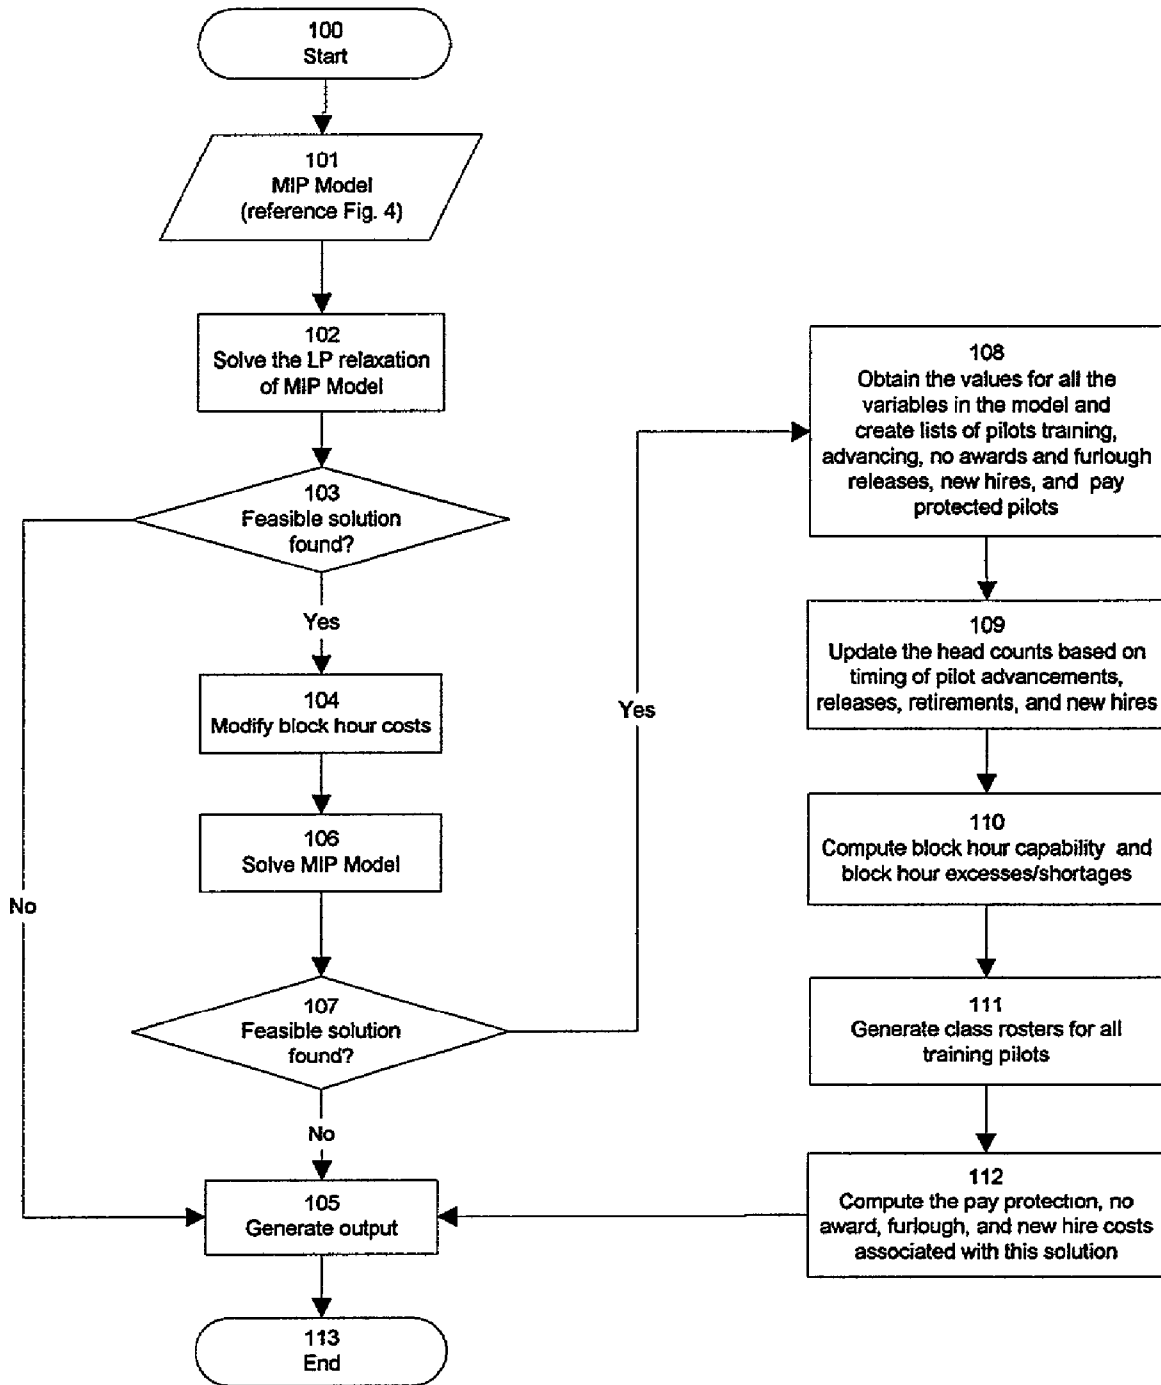 100
Start
101
MIP Model
(reference Fig. 4)
102
Solve the LP relaxation
of MIP Model
103
Feasible solution
found?
Yes
104
Modify block hour costs
106
Solve MIP Model
No
107
Feasible solution
found?
No
105
Generate output
113
End
Yes
108
Obtain the values for all the
variables in the model and
create lists of pilots training,
advancing, no awards and furlough
releases, new hires, and pay
protected pilots
109
Update the head counts based on
timing of pilot advancements,
releases, retirements, and new hires
110
Compute block hour capability and
block hour excesses/shortages
111
Generate class rosters for all
training pilots
112
Compute the pay protection, no
award, furlough, and new hire costs
associated with this solution